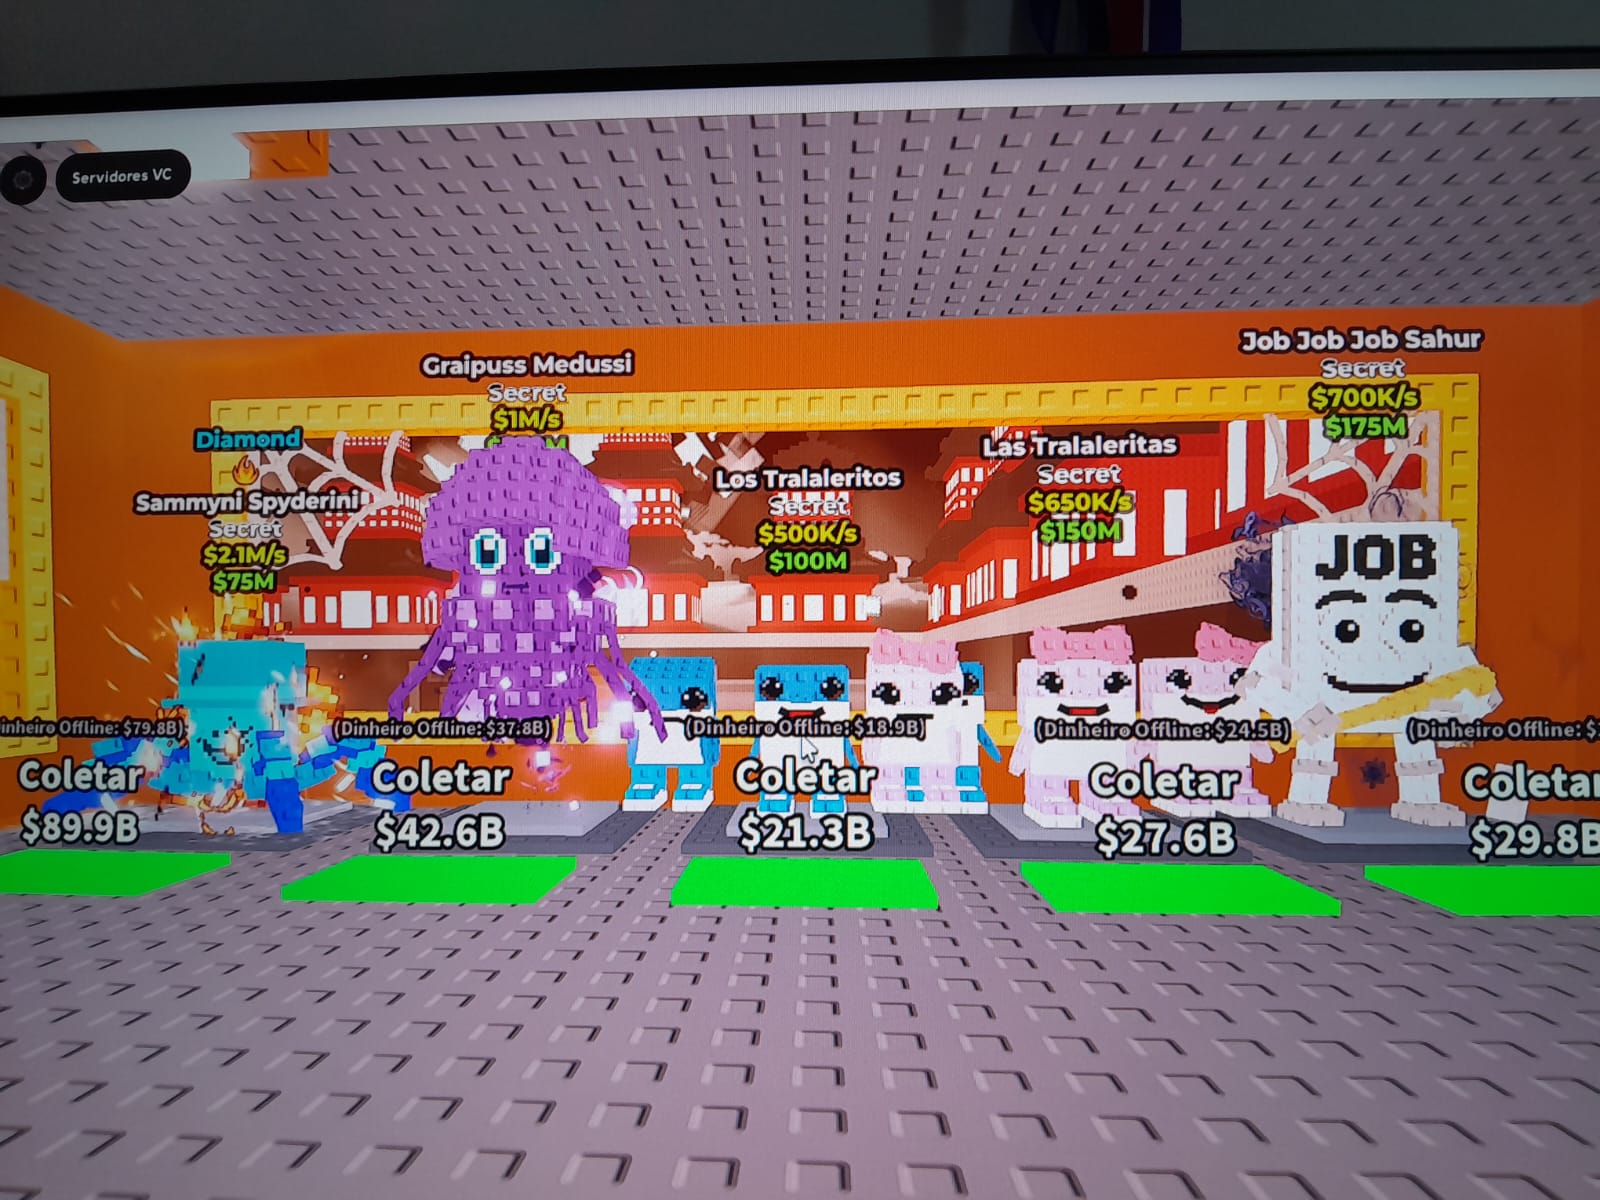 Servidores VC
Diamond
Sammyni Spyderini
Secret
$2.1M/s
$75M
Graipuss Medussi
Secret
$1M/s
Los Tralaleritos
Secret
$500K/s
$100M
Las Tralaleritas
Secret
$650K/s
$150M
Job Job Job Sahur
Secret
$700K/s
$175M
JOB
Offline: $79.8B)
Coletar
$89.9B
(Dinheiro Offline: $37.8B)
Coletar
$42.6B
(Dinheiro Offline: $18.9B)
Coletar
$21.3B
(Dinheiro Offline: $24.5B)
Coletar
$27.6B
(Dinheiro Offline:
Coletar
$29.8B